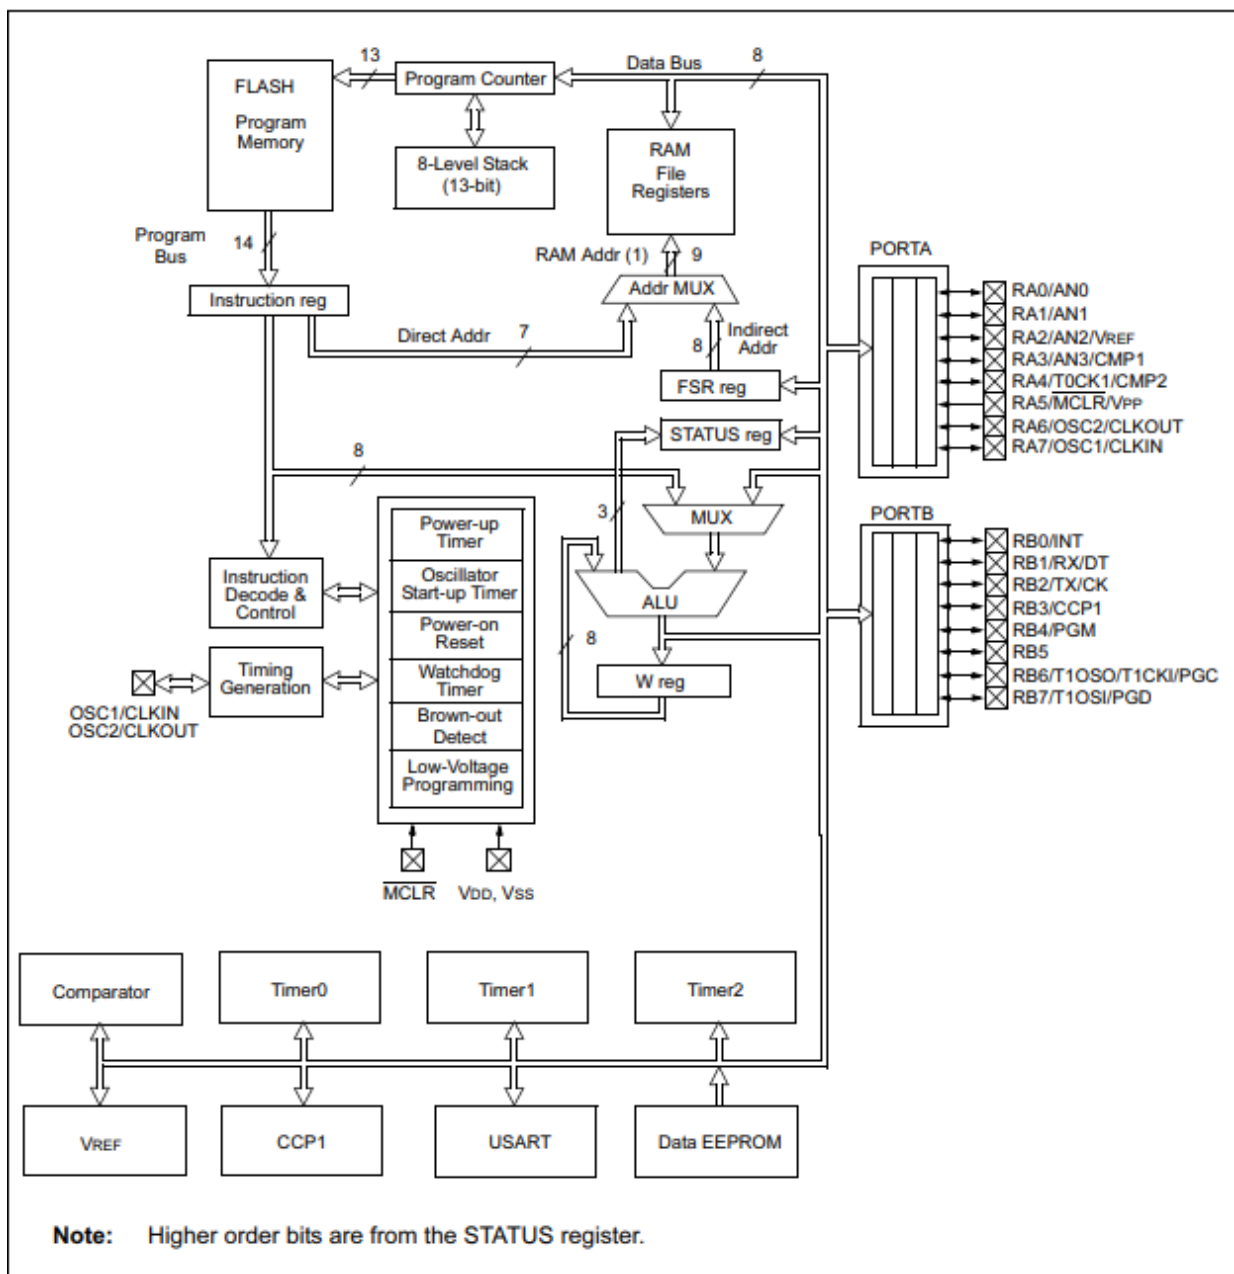 13
Data Bus
8
FLASH
Program
Memory
Program Counter
8-Level Stack
(13-bit)
RAM
File
Registers
Program
Bus
14
RAM Addr (1)
9
PORTA
Instruction reg
Addr MUX
Direct Addr
7
8
Indirect
Addr
FSR reg
STATUS reg
RA0/AN0
RA1/AN1
RA2/AN2/VREF
RA3/AN3/CMP1
RA4/T0CK1/CMP2
RA5/MCLR/VPP
RA6/OSC2/CLKOUT
RA7/OSC1/CLKIN
8
3
MUX
PORTB
Power-up
Timer
Oscillator
Start-up Timer
Power-on
Reset
Watchdog
Timer
Brown-out
Detect
Low-Voltage
Programming
Instruction
Decode &
Control
Timing
Generation
OSC1/CLKIN
OSC2/CLKOUT
ALU
8
W reg
RB0/INT
RB1/RX/DT
RB2/TX/CK
RB3/CCP1
RB4/PGM
RB5
RB6/T1OSO/T1CKI/PGC
RB7/T1OSI/PGD
MCLR
VDD, VSS
Comparator
Timer0
Timer1
Timer2
VREF
CCP1
USART
Data EEPROM
Note: Higher order bits are from the STATUS register.